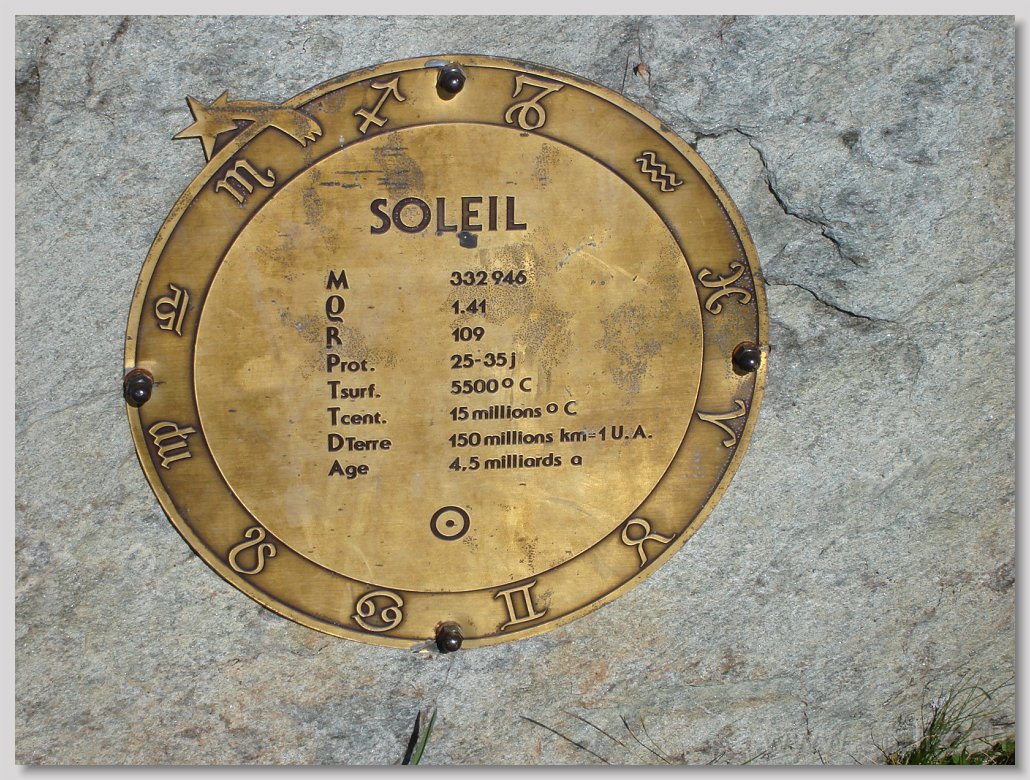 SOLEIL
M 332 946
Q 1.41
R 109
Prot. 25-35 j
Tsurf. 5500° C
Tcent. 15 millions ° C
DTerre 150 millions km=1 U.A.
Age 4,5 milliards a